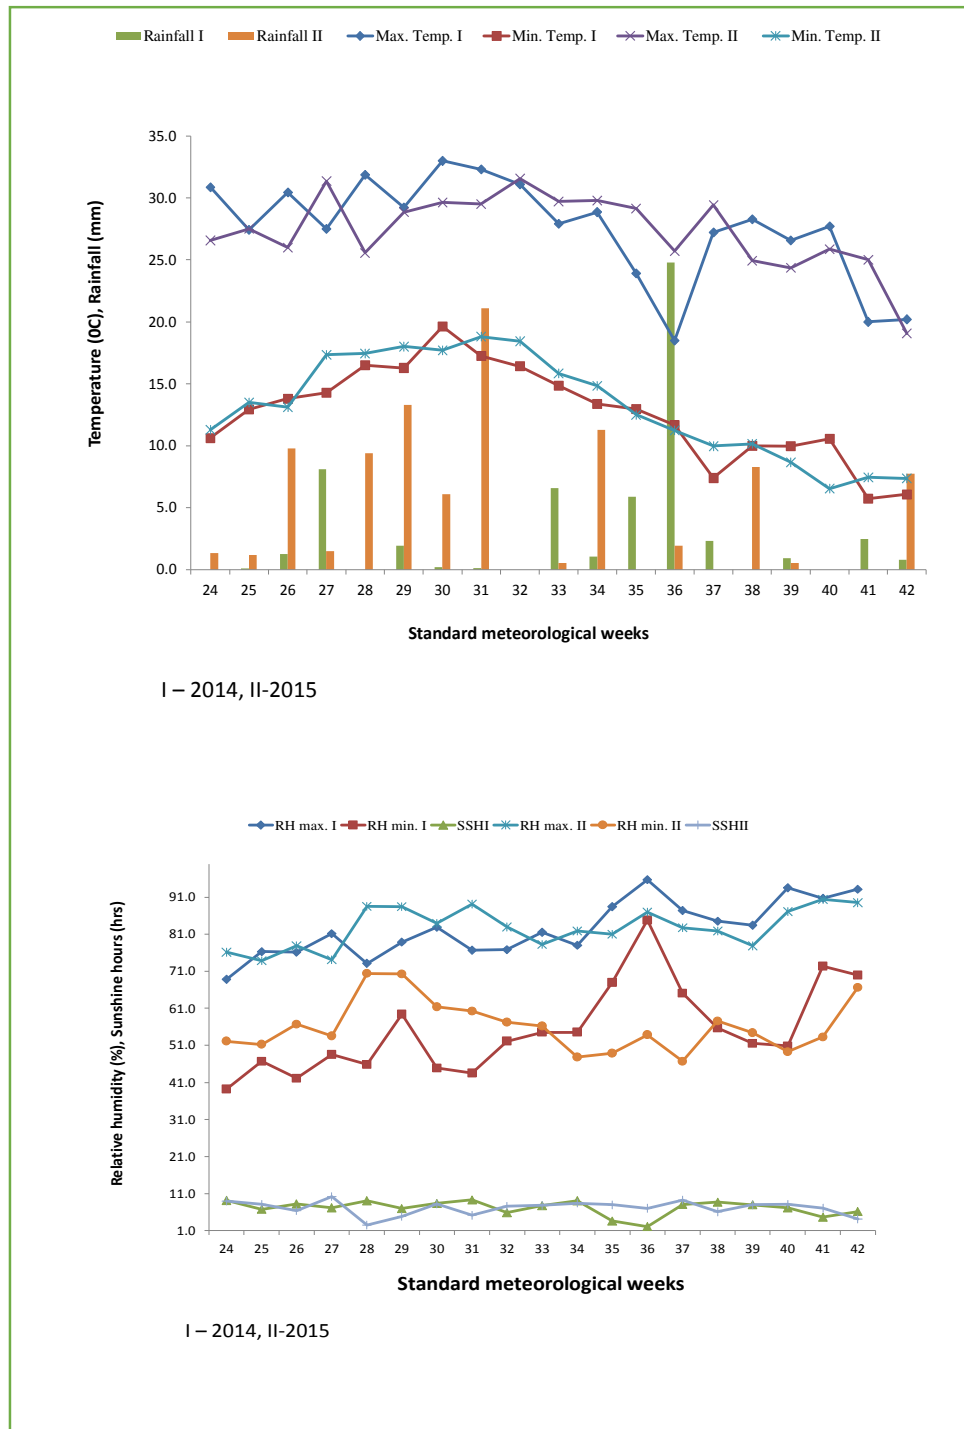 Rainfall I Rainfall II Max. Temp. I Min. Temp. I Max. Temp. II Min. Temp. II
35.0
30.0
25.0
20.0
15.0
10.0
5.0
0.0
Temperature (0C), Rainfall (mm)
24 25 26 27 28 29 30 31 32 33 34 35 36 37 38 39 40 41 42
Standard meteorological weeks
I – 2014, II-2015
RH max. I RH min. I SSHI RH max. II RH min. II SSHII
91.0
81.0
71.0
61.0
51.0
41.0
31.0
21.0
11.0
1.0
Relative humidity (%), Sunshine hours (hrs)
24 25 26 27 28 29 30 31 32 33 34 35 36 37 38 39 40 41 42
Standard meteorological weeks
I – 2014, II-2015